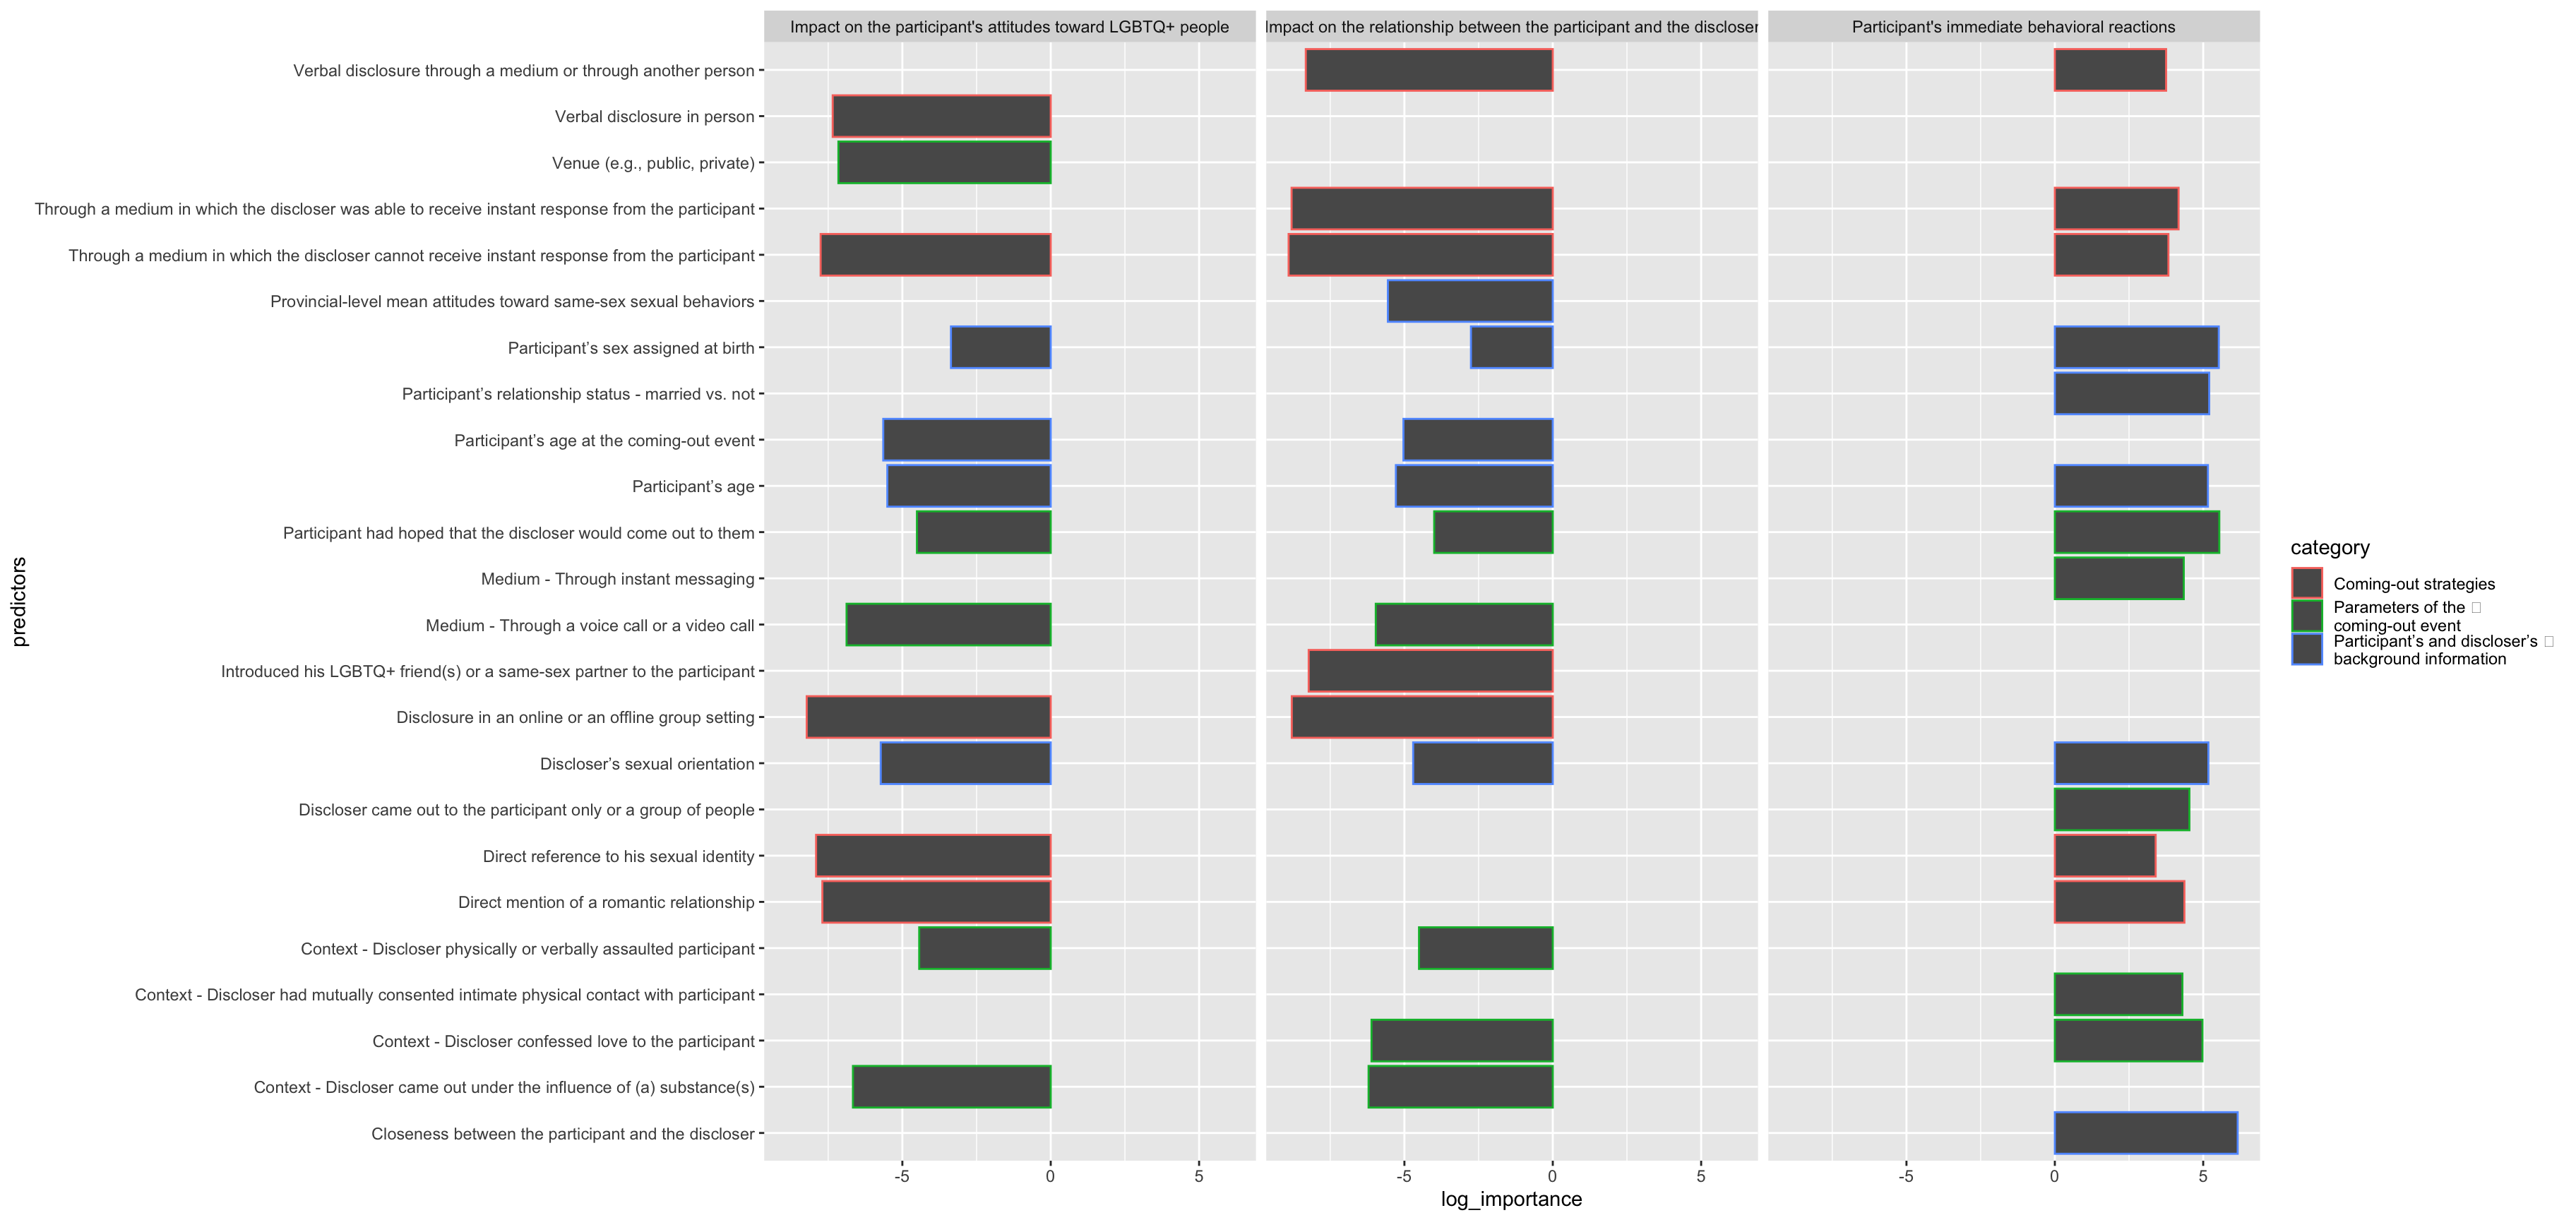 Impact on the participant's attitudes toward LGBTQ+ people
Impact on the relationship between the participant and the discloser
Participant's immediate behavioral reactions
Verbal disclosure through a medium or through another person
Verbal disclosure in person
Venue (e.g., public, private)
Through a medium in which the discloser was able to receive instant response from the participant
Through a medium in which the discloser cannot receive instant response from the participant
Provincial-level mean attitudes toward same-sex sexual behaviors
Participant’s sex assigned at birth
Participant’s relationship status - married vs. not
Participant’s age at the coming-out event
Participant’s age
Participant had hoped that the discloser would come out to them
Medium - Through instant messaging
Medium - Through a voice call or a video call
Introduced his LGBTQ+ friend(s) or a same-sex partner to the participant
Disclosure in an online or an offline group setting
Discloser’s sexual orientation
Discloser came out to the participant only or a group of people
Direct reference to his sexual identity
Direct mention of a romantic relationship
Context - Discloser physically or verbally assaulted participant
Context - Discloser had mutually consented intimate physical contact with participant
Context - Discloser confessed love to the participant
Context - Discloser came out under the influence of (a) substance(s)
Closeness between the participant and the discloser
predictors
-5 0 5
-5 0 5
-5 0 5
log_importance
category
Coming-out strategies
Parameters of the
coming-out event
Participant’s and discloser’s
background information